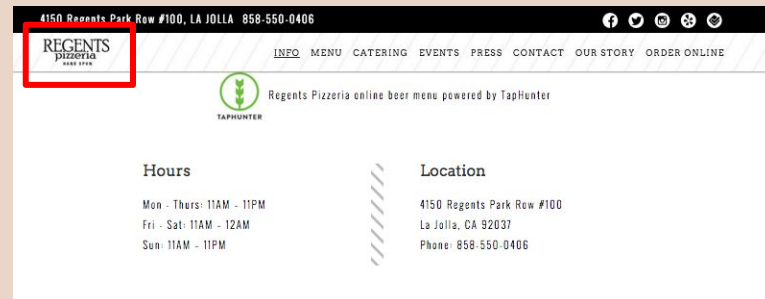 4150 Regents Park Row #100, LA JOLLA 858-550-0406
REGENTS
pizzeria
INFO MENU CATERING EVENTS PRESS CONTACT OUR STORY ORDER ONLINE
TAPHUNTER
Regents Pizzeria online beer menu powered by TapHunter
Hours
Mon - Thurs: 11AM - 11PM
Fri - Sat: 11AM - 12AM
Sun: 11AM - 11PM
Location
4150 Regents Park Row #100
La Jolla, CA 92037
Phone: 858-550-0406